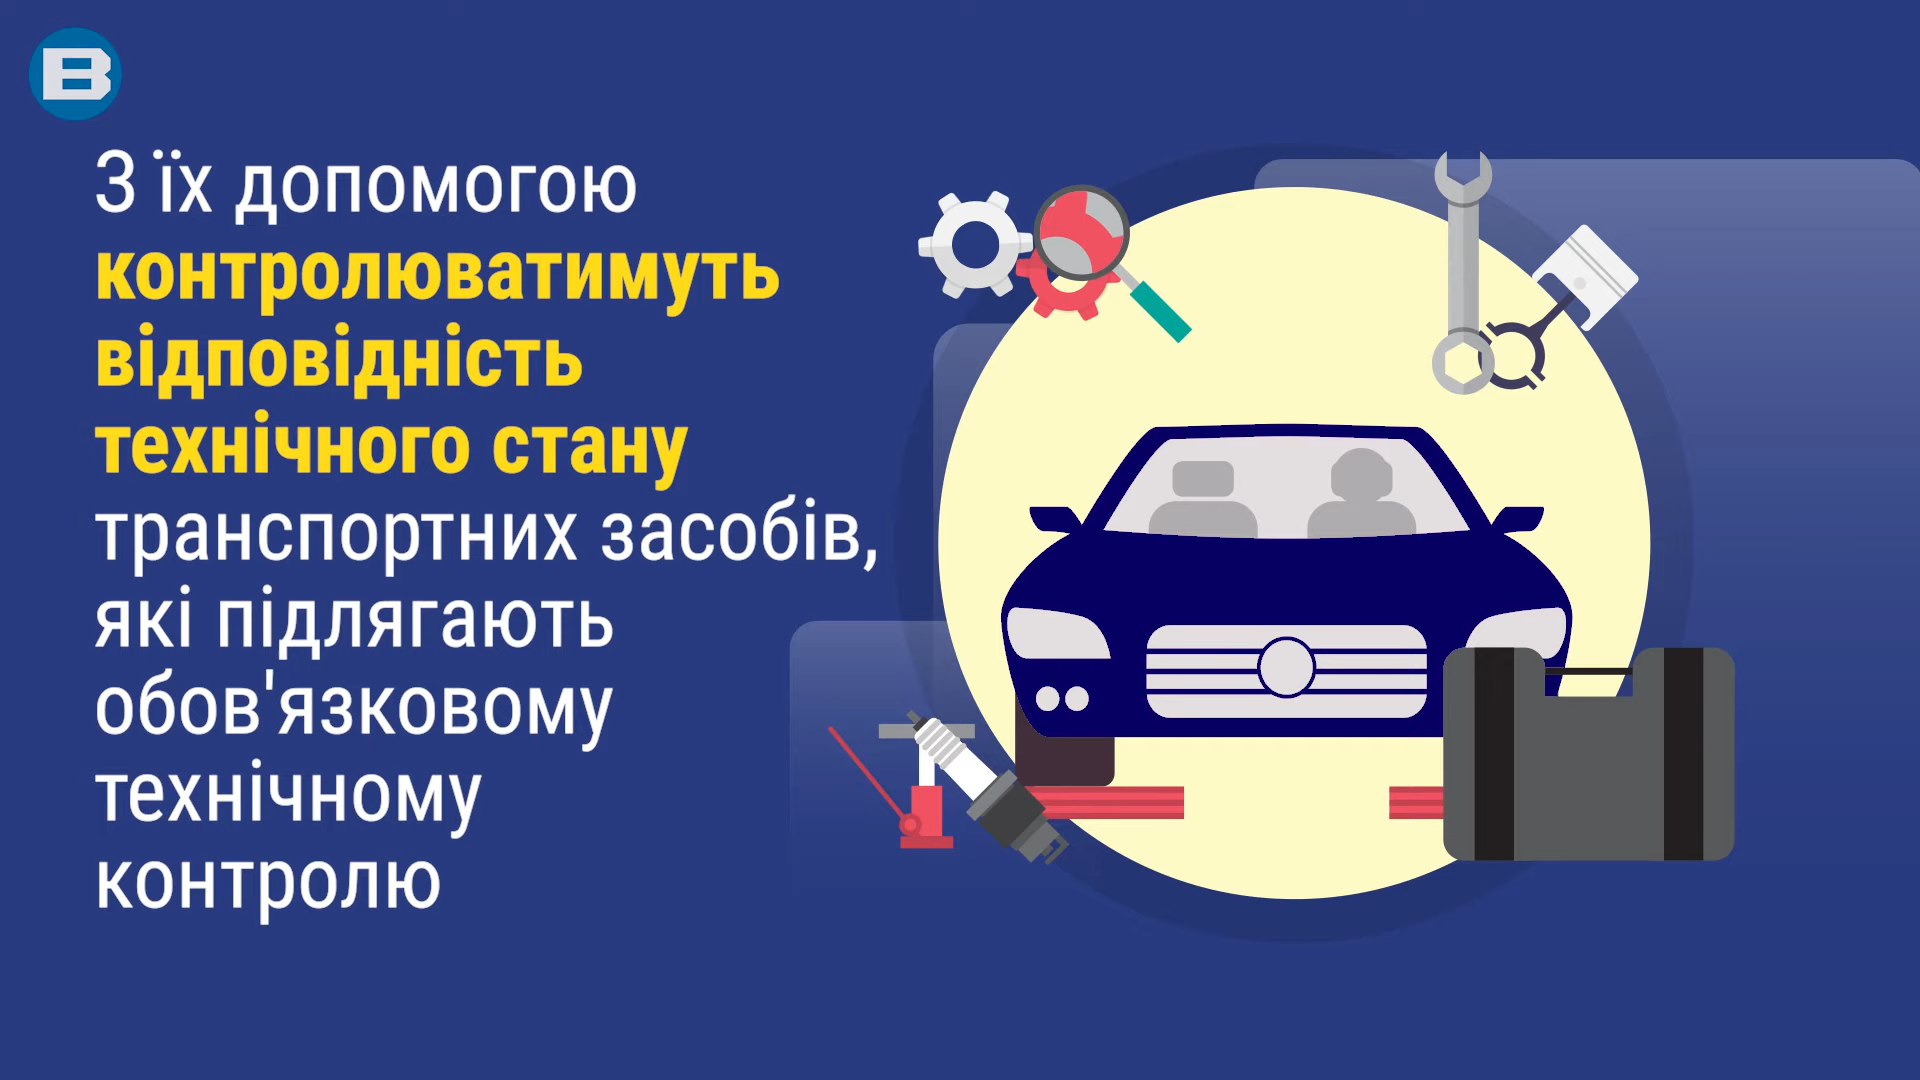 B
З їх допомогою
контролюватимуть
відповідність
технічного стану
транспортних засобів,
які підлягають
обов'язковому
технічному
контролю